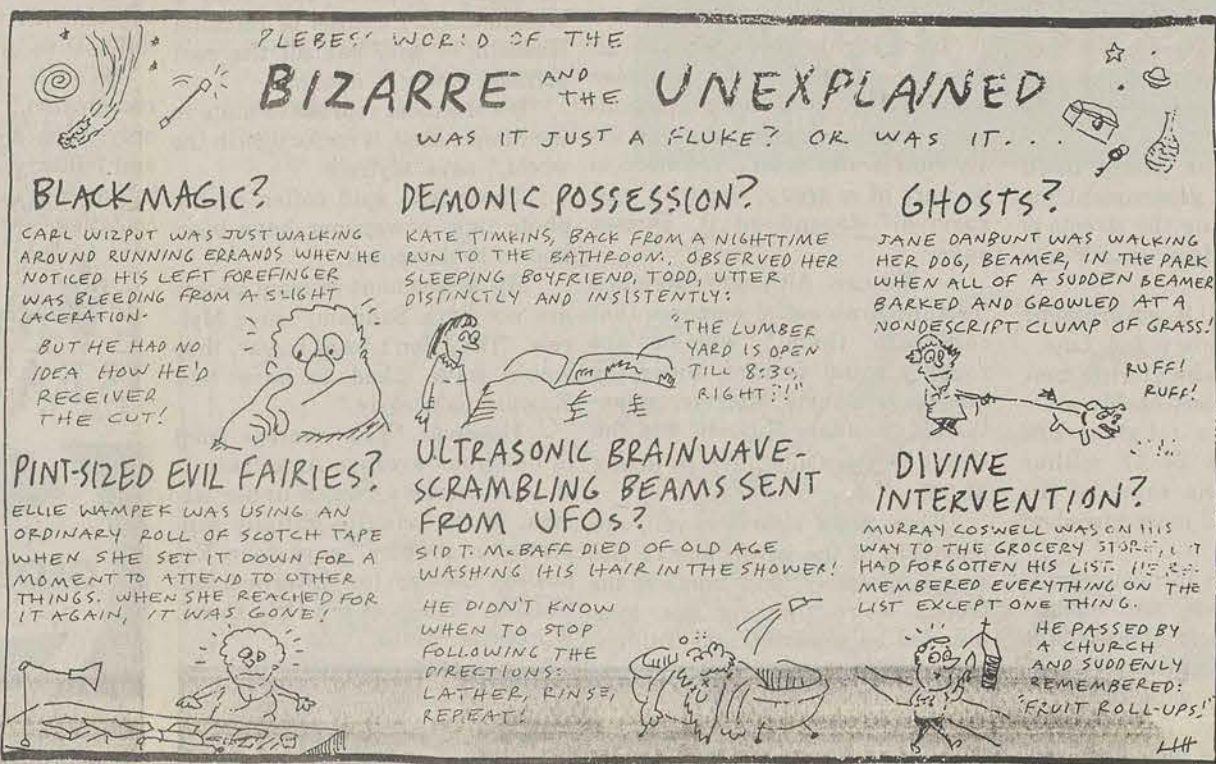 PLEBES' WORLD OF THE
BIZARRE AND THE UNEXPLAINED
WAS IT JUST A FLUKE? OR WAS IT...
BLACK MAGIC?
CARL WIZPUT WAS JUST WALKING
AROUND RUNNING ERRANDS WHEN HE
NOTICED HIS LEFT FOREFINGER
WAS BLEEDING FROM A SLIGHT
LACERATION.
BUT HE HAD NO
IDEA HOW HE'D
RECEIVED
THE CUT!
DEMONIC POSSESSION?
KATE TIMKINS, BACK FROM A NIGHTTIME
RUN TO THE BATHROOM, OBSERVED HER
SLEEPING BOYFRIEND, TODD, UTTER
DISTINCTLY AND INSISTENTLY:
"THE LUMBER
YARD IS OPEN
TILL 8:30,
RIGHT?!"
GHOSTS?
JANE DANBUNT WAS WALKING
HER DOG, BEAMER, IN THE PARK
WHEN ALL OF A SUDDEN BEAMER
BARKED AND GROWLED AT A
NONDESCRIPT CLUMP OF GRASS!
RUFF!
RUFF!
PINT-SIZED EVIL FAIRIES?
ELLIE WAMPEK WAS USING AN
ORDINARY ROLL OF SCOTCH TAPE
WHEN SHE SET IT DOWN FOR A
MOMENT TO ATTEND TO OTHER
THINGS. WHEN SHE REACHED FOR
IT AGAIN, IT WAS GONE!
ULTRASONIC BRAINWAVE-
SCRAMBLING BEAMS SENT
FROM UFOs?
SID T. McBAFF DIED OF OLD AGE
WASHING HIS HAIR IN THE SHOWER!
HE DIDN'T KNOW
WHEN TO STOP
FOLLOWING THE
DIRECTIONS:
LATHER, RINSE,
REPEAT!
DIVINE
INTERVENTION?
MURRAY COSWELL WAS ON HIS
WAY TO THE GROCERY STORE, BUT
HAD FORGOTTEN HIS LIST. HE RE-
MEMBERED EVERYTHING ON THE
LIST EXCEPT ONE THING.
HE PASSED BY
A CHURCH
AND SUDDENLY
REMEMBERED:
"FRUIT ROLL-UPS!"
LTH